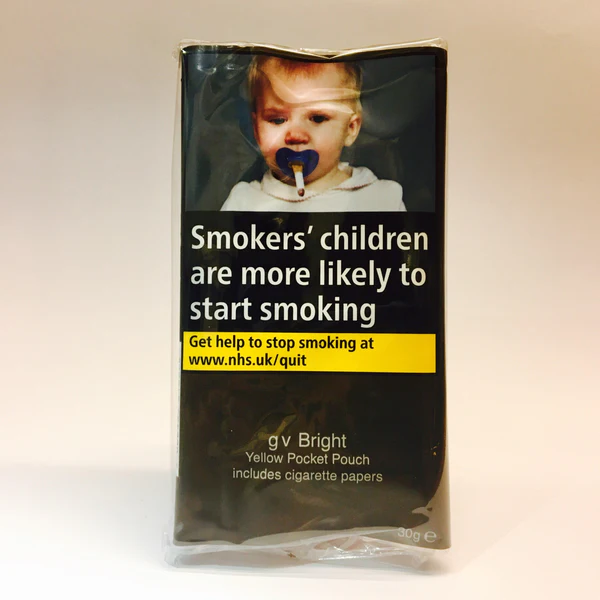 Smokers’ children
are more likely to
start smoking
Get help to stop smoking at
www.nhs.uk/quit
gv Bright
Yellow Pocket Pouch
includes cigarette papers
30g ℮